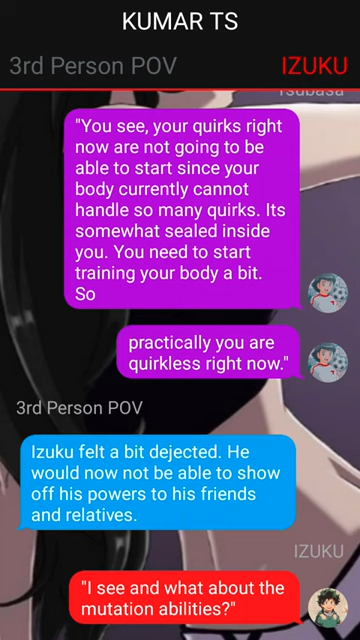 KUMAR TS
3rd Person POV
IZUKU
Tsubasa
"You see, your quirks right
now are not going to be
able to start since your
body currently cannot
handle so many quirks. Its
somewhat sealed inside
you. You need to start
training your body a bit.
So
practically you are
quirkless right now."
3rd Person POV
Izuku felt a bit dejected. He
would now not be able to show
off his powers to his friends
and relatives.
IZUKU
"I see and what about the
mutation abilities?"